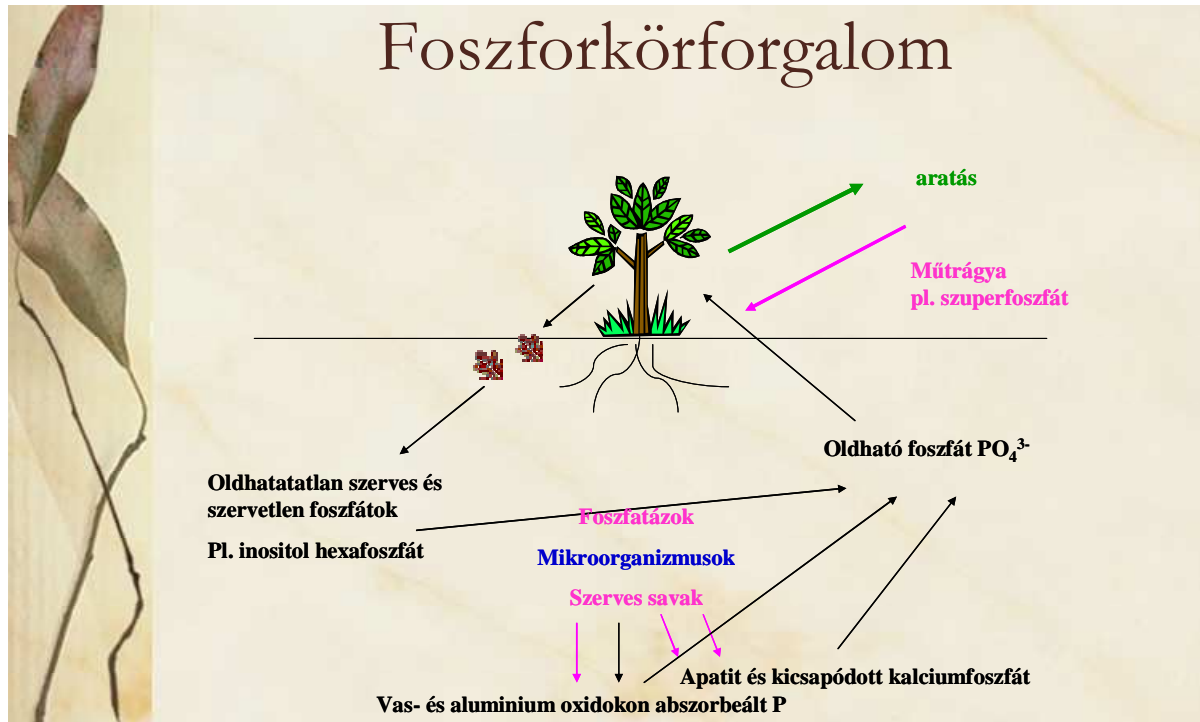 Foszforkörforgalom
aratás
Műtrágya
pl. szuperfoszfát
Oldható foszfát PO₄³⁻
Oldhatatatlan szerves és
szervetlen foszfátok
Pl. inositol hexafoszfát
Foszfatázok
Mikroorganizmusok
Szerves savak
Apatit és kicsapódott kalciumfoszfát
Vas- és aluminium oxidokon abszorbeált P